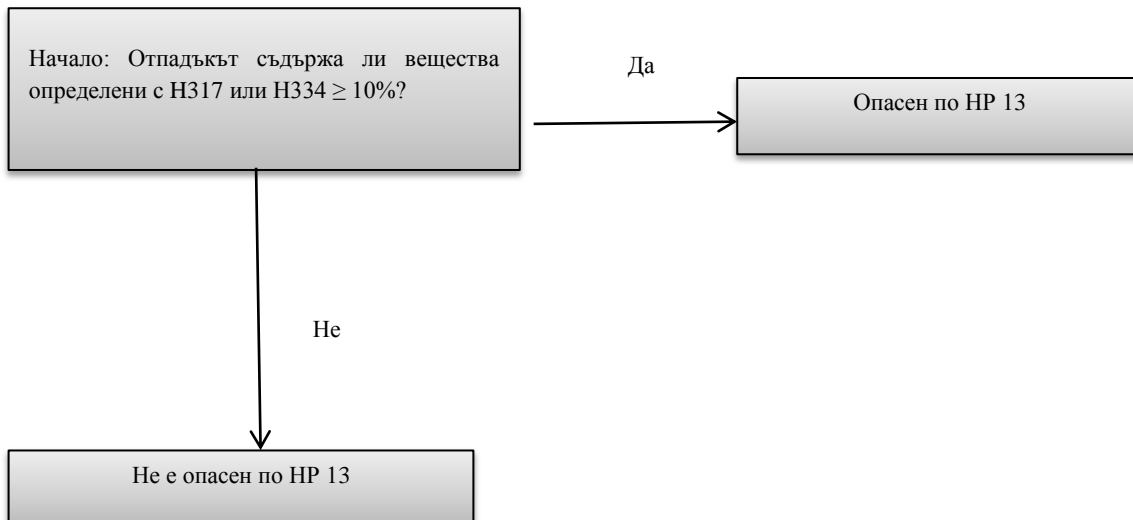 Начало: Отпадъкът съдържа ли вещества
определени с H317 или H334 ≥ 10%?
Да
Опасен по HP 13
Не
Не е опасен по HP 13